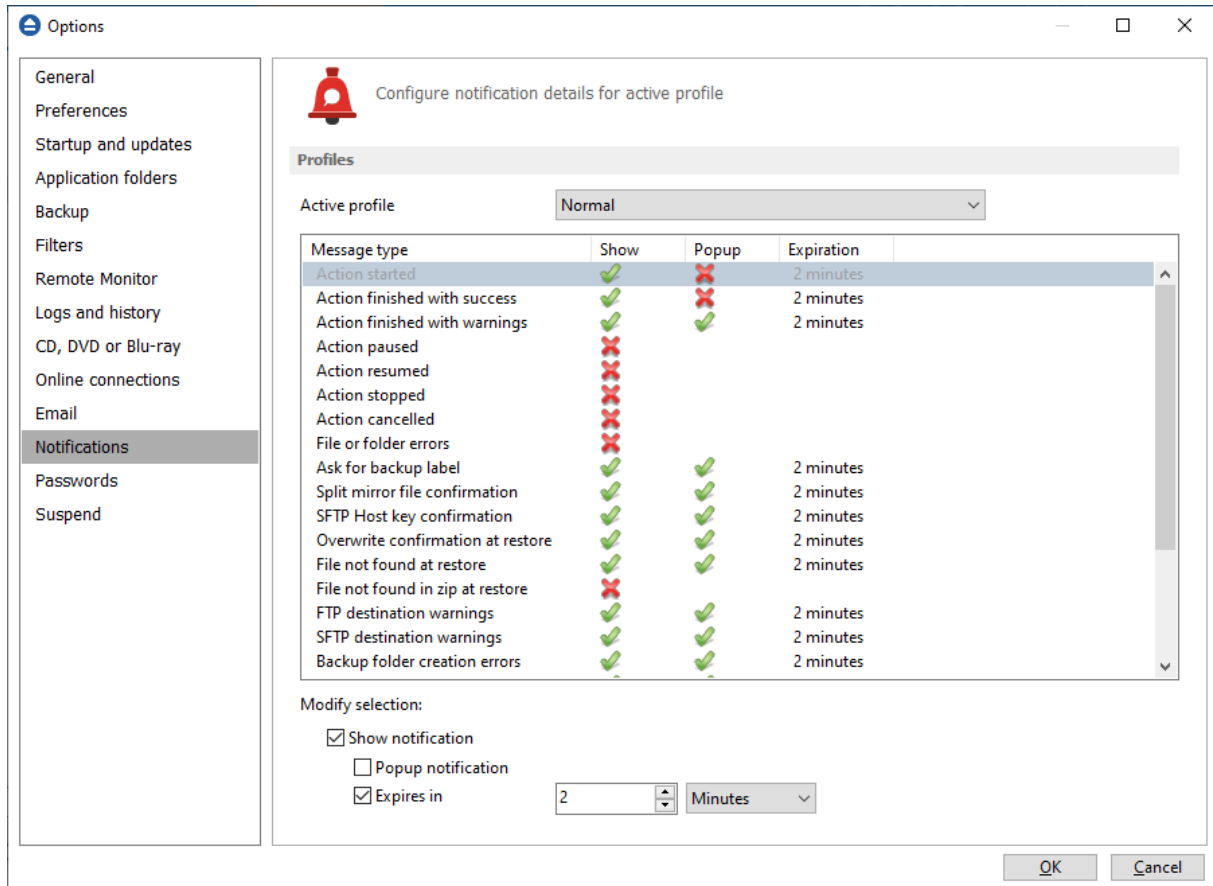 Options
General
Preferences
Startup and updates
Application folders
Backup
Filters
Remote Monitor
Logs and history
CD, DVD or Blu-ray
Online connections
Email
Notifications
Passwords
Suspend
Configure notification details for active profile
Profiles
Active profile Normal
Message type Show Popup Expiration
Action started 2 minutes
Action finished with success 2 minutes
Action finished with warnings 2 minutes
Action paused
Action resumed
Action stopped
Action cancelled
File or folder errors
Ask for backup label 2 minutes
Split mirror file confirmation 2 minutes
SFTP Host key confirmation 2 minutes
Overwrite confirmation at restore 2 minutes
File not found at restore 2 minutes
File not found in zip at restore
FTP destination warnings 2 minutes
SFTP destination warnings 2 minutes
Backup folder creation errors 2 minutes
Modify selection:
Show notification
Popup notification
Expires in 2 Minutes
OK Cancel